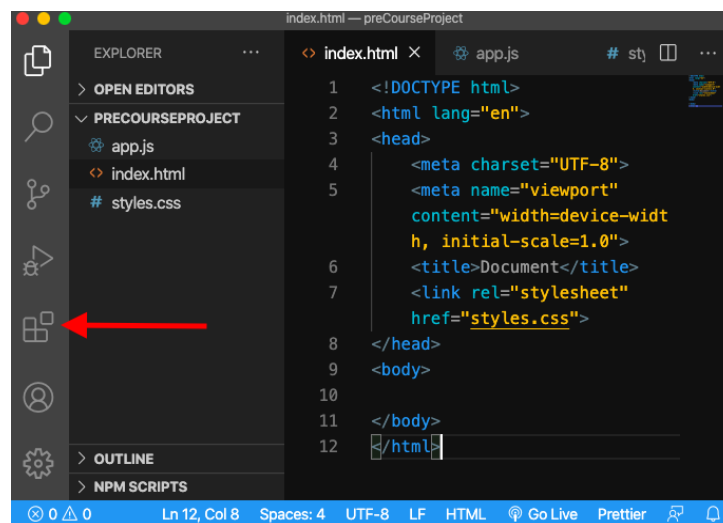 index.html — preCourseProject
EXPLORER ...
> OPEN EDITORS
PRECOURSEPROJECT
app.js
<> index.html
# styles.css
> OUTLINE
> NPM SCRIPTS
<> index.html × app.js # sty ...
1 <!DOCTYPE html>
2 <html lang="en">
3 <head>
4 <meta charset="UTF-8">
5 <meta name="viewport"
content="width=device-widt
h, initial-scale=1.0">
6 <title>Document</title>
7 <link rel="stylesheet"
href="styles.css">
8 </head>
9 <body>
10
11 </body>
12 </html>
0 0 Ln 12, Col 8 Spaces: 4 UTF-8 LF HTML Go Live Prettier